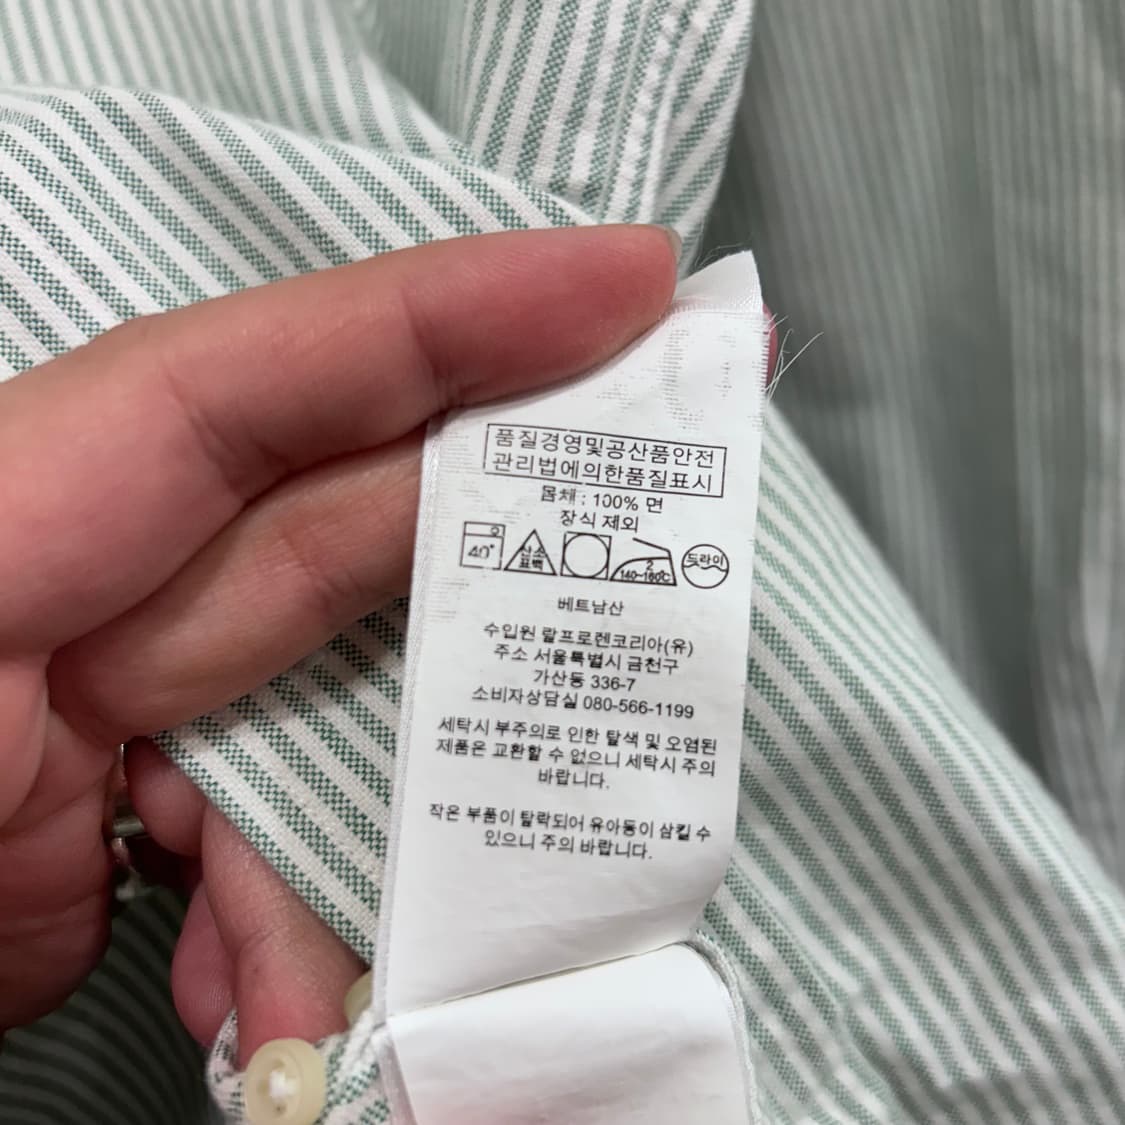 품질경영및공산품안전
관리법에의한품질표시
몸체 : 100% 면
장식 제외
40° 산소 표백 2 140~160℃ 드라이
베트남산
수입원 랄프로렌코리아(유)
주소 서울특별시 금천구
가산동 336-7
소비자상담실 080-566-1199
세탁시 부주의로 인한 탈색 및 오염된
제품은 교환할 수 없으니 세탁시 주의
바랍니다.
작은 부품이 탈락되어 유아동이 삼킬 수
있으니 주의 바랍니다.